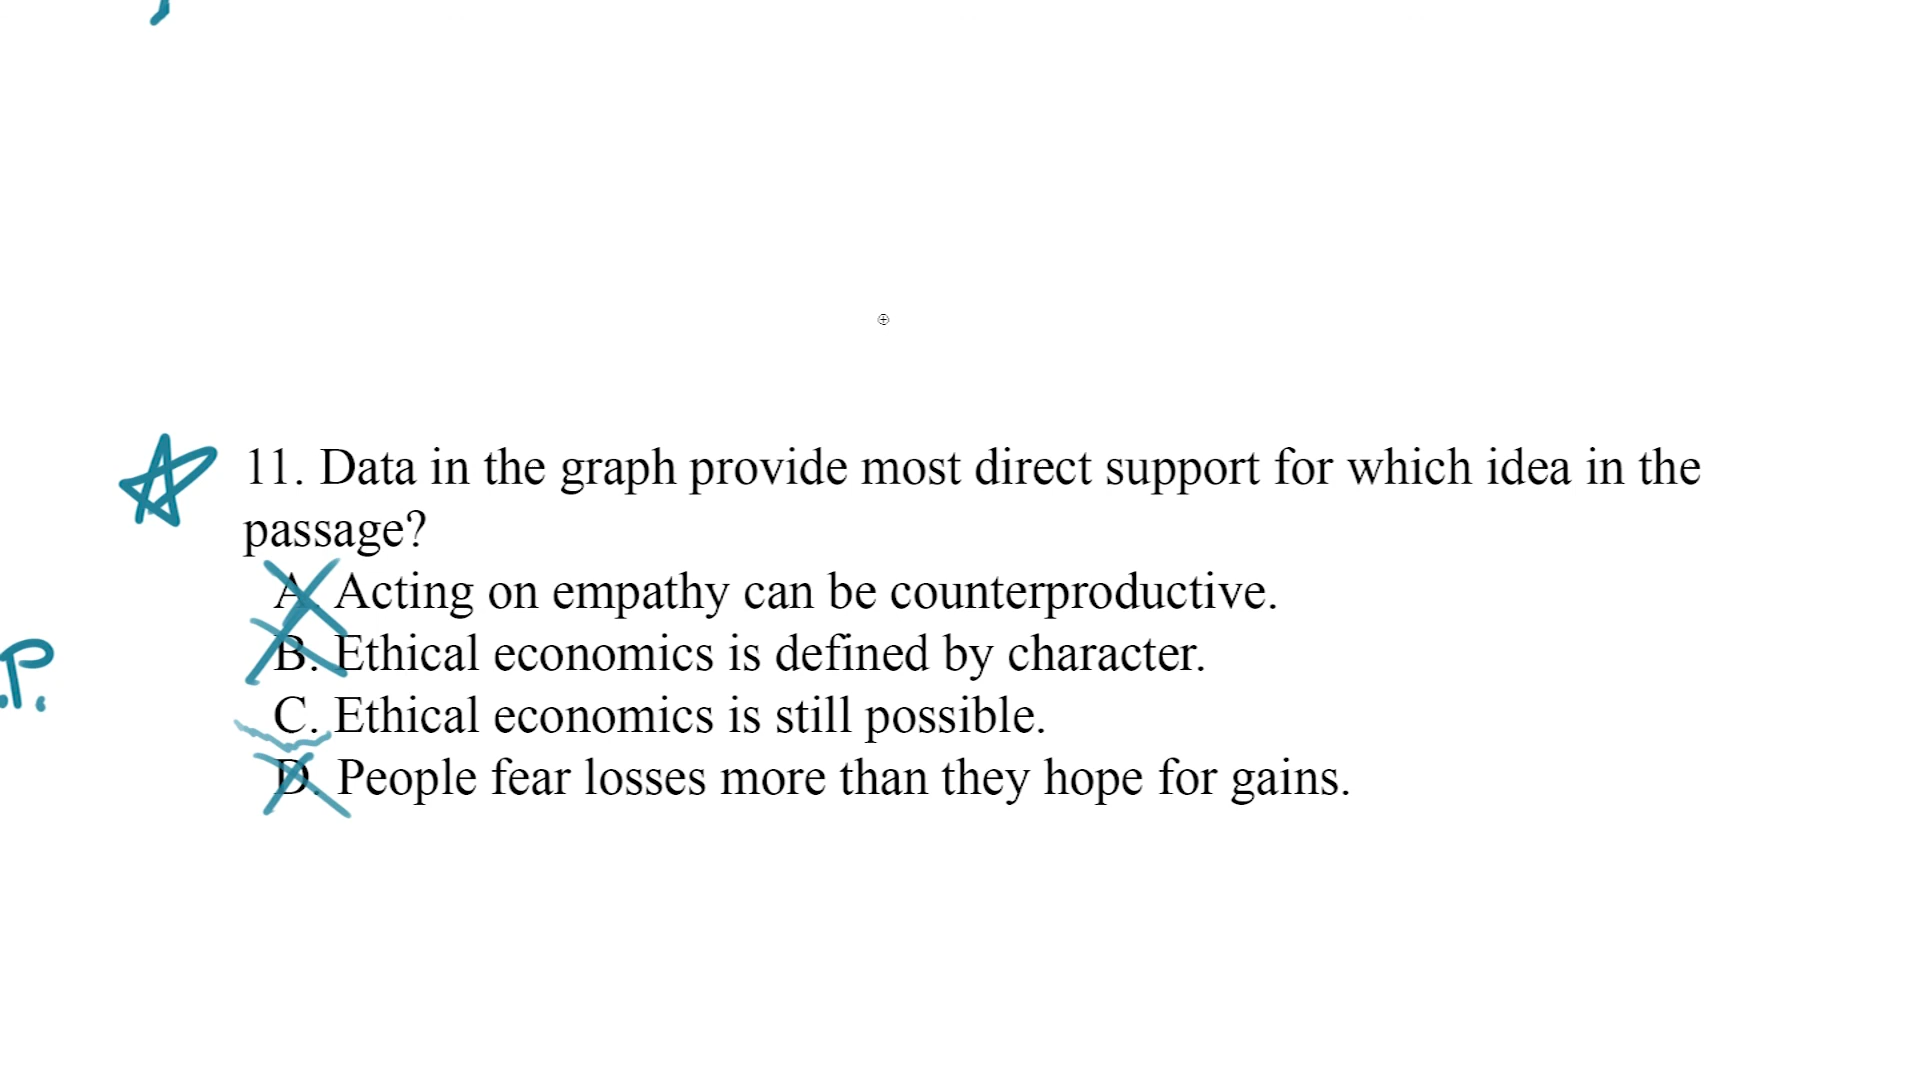 11. Data in the graph provide most direct support for which idea in the
passage?
A. Acting on empathy can be counterproductive.
B. Ethical economics is defined by character.
.P.
C. Ethical economics is still possible.
D. People fear losses more than they hope for gains.